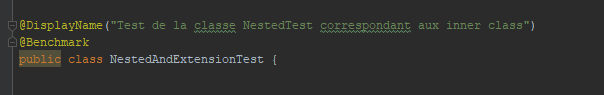 @DisplayName("Test de la classe NestedTest correspondant aux inner class")
@Benchmark
public class NestedAndExtensionTest {